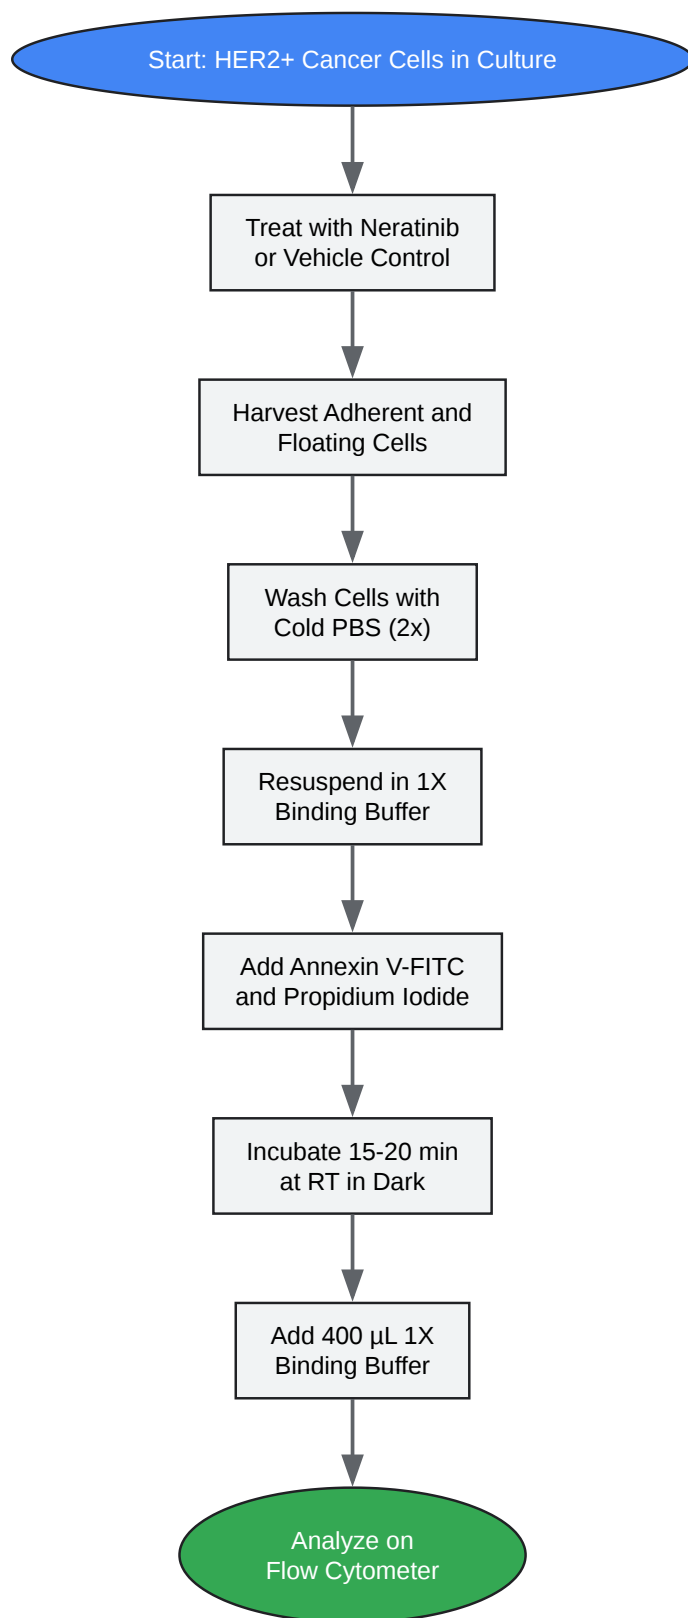 Start: HER2+ Cancer Cells in Culture
Treat with Neratinib
or Vehicle Control
Harvest Adherent and
Floating Cells
Wash Cells with
Cold PBS (2x)
Resuspend in 1X
Binding Buffer
Add Annexin V-FITC
and Propidium Iodide
Incubate 15-20 min
at RT in Dark
Add 400 µL 1X
Binding Buffer
Analyze on
Flow Cytometer